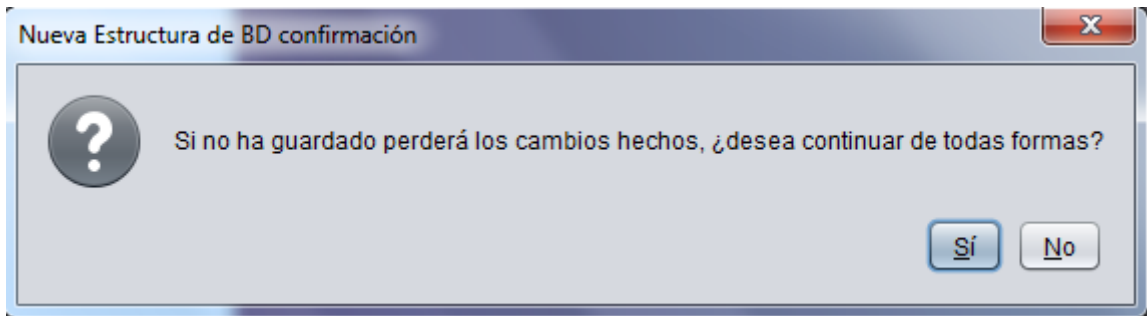 Nueva Estructura de BD confirmación
Si no ha guardado perderá los cambios hechos, ¿desea continuar de todas formas?
Sí No